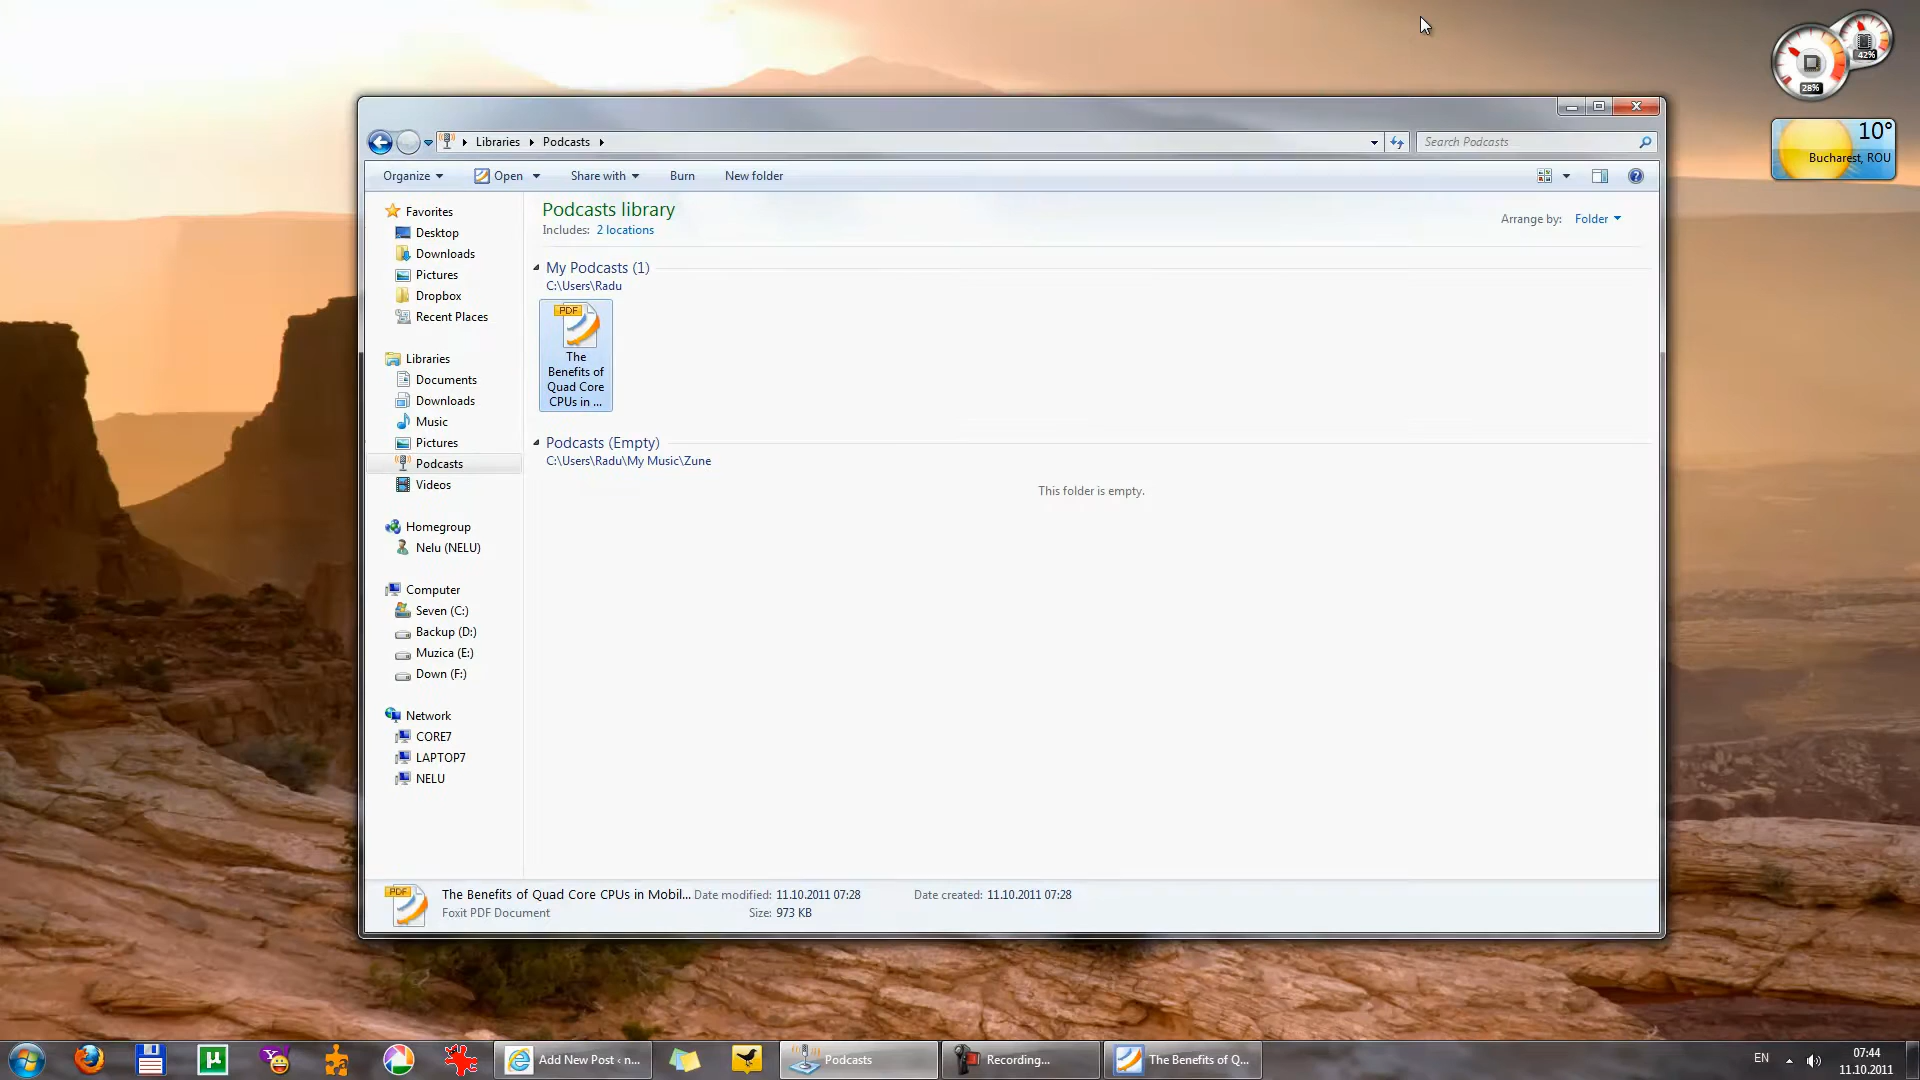 42%
28%
10°
Bucharest, ROU
Libraries Podcasts
Search Podcasts
Organize Open Share with Burn New folder
Favorites
Desktop
Downloads
Pictures
Dropbox
Recent Places
Libraries
Documents
Downloads
Music
Pictures
Podcasts
Videos
Homegroup
Nelu (NELU)
Computer
Seven (C:)
Backup (D:)
Muzica (E:)
Down (F:)
Network
CORE7
LAPTOP7
NELU
Podcasts library
Includes: 2 locations
Arrange by: Folder
My Podcasts (1)
C:\Users\Radu
PDF
The
Benefits of
Quad Core
CPUs in ...
Podcasts (Empty)
C:\Users\Radu\My Music\Zune
This folder is empty.
PDF
The Benefits of Quad Core CPUs in Mobil... Date modified: 11.10.2011 07:28 Date created: 11.10.2011 07:28
Foxit PDF Document Size: 973 KB
Add New Post ‹ n... Podcasts Recording... The Benefits of Q...
EN
07:44
11.10.2011